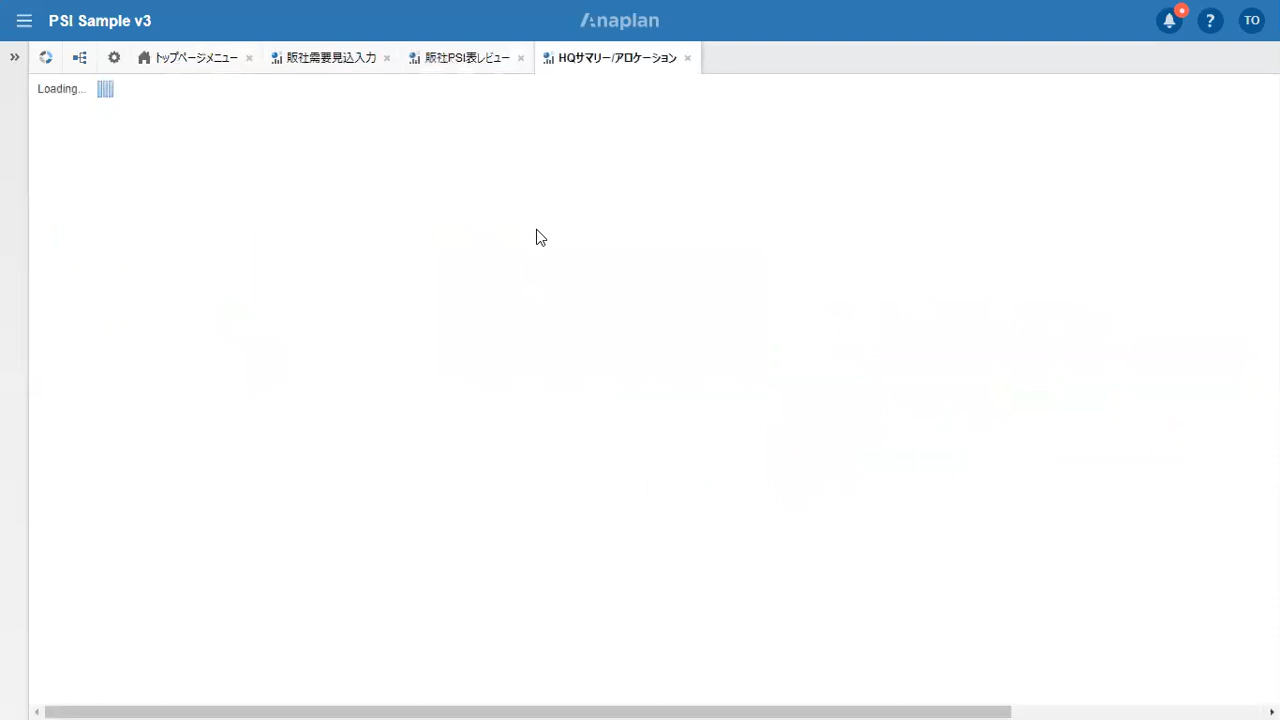 PSI Sample v3
Anaplan
?
TO
トップページメニュー
販社需要見込入力
販社PSI表レビュー
HQサマリー/アロケーション
Loading...